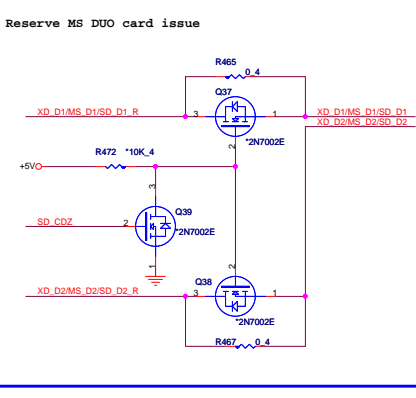 Reserve MS DUO card issue
R465
0_4
Q37
XD_D1/MS_D1/SD_D1_R
3
1
XD_D1/MS_D1/SD_D1
XD_D2/MS_D2/SD_D2
*2N7002E
2
R472
*10K_4
+5V
3
Q39
SD_CDZ
2
*2N7002E
1
2
Q38
XD_D2/MS_D2/SD_D2_R
3
1
*2N7002E
R467
0_4